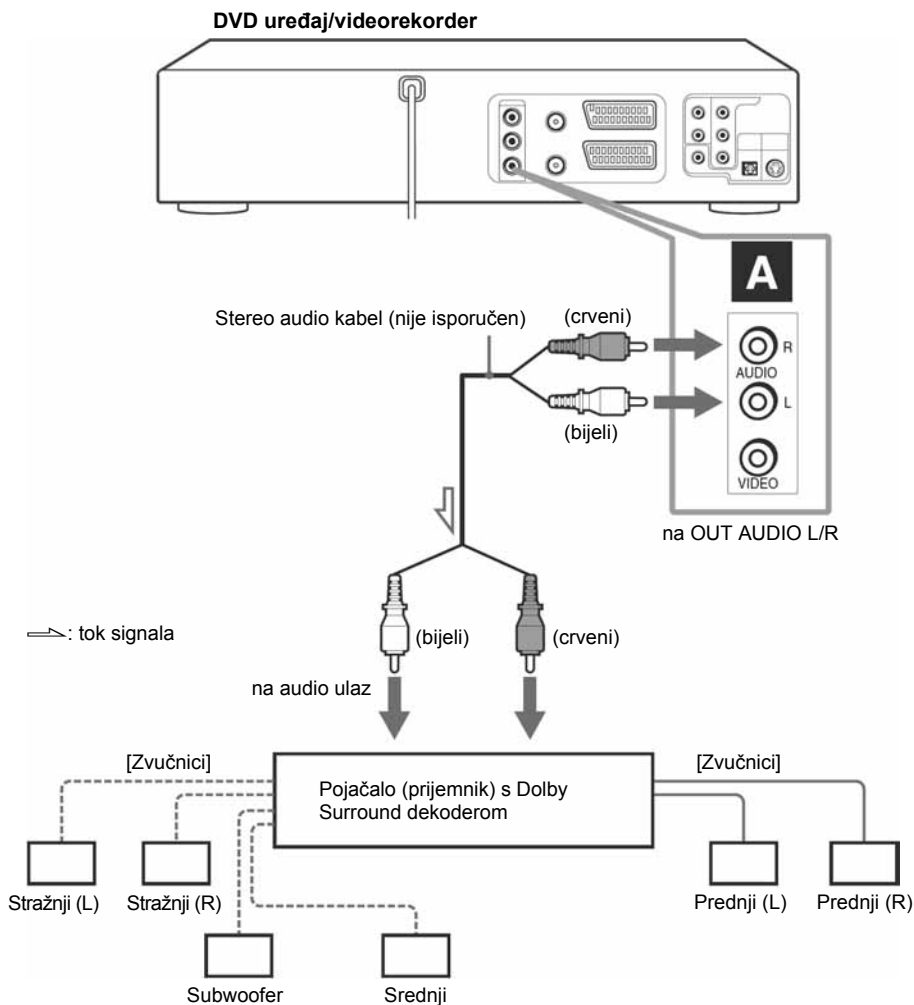 DVD uređaj/videorekorder
A
Stereo audio kabel (nije isporučen)
(crveni)
R
AUDIO
L
(bijeli)
VIDEO
na OUT AUDIO L/R
: tok signala
(bijeli)
(crveni)
na audio ulaz
[Zvučnici]
[Zvučnici]
Pojačalo (prijemnik) s Dolby
Surround dekoderom
Stražnji (L)
Stražnji (R)
Prednji (L)
Prednji (R)
Subwoofer
Srednji